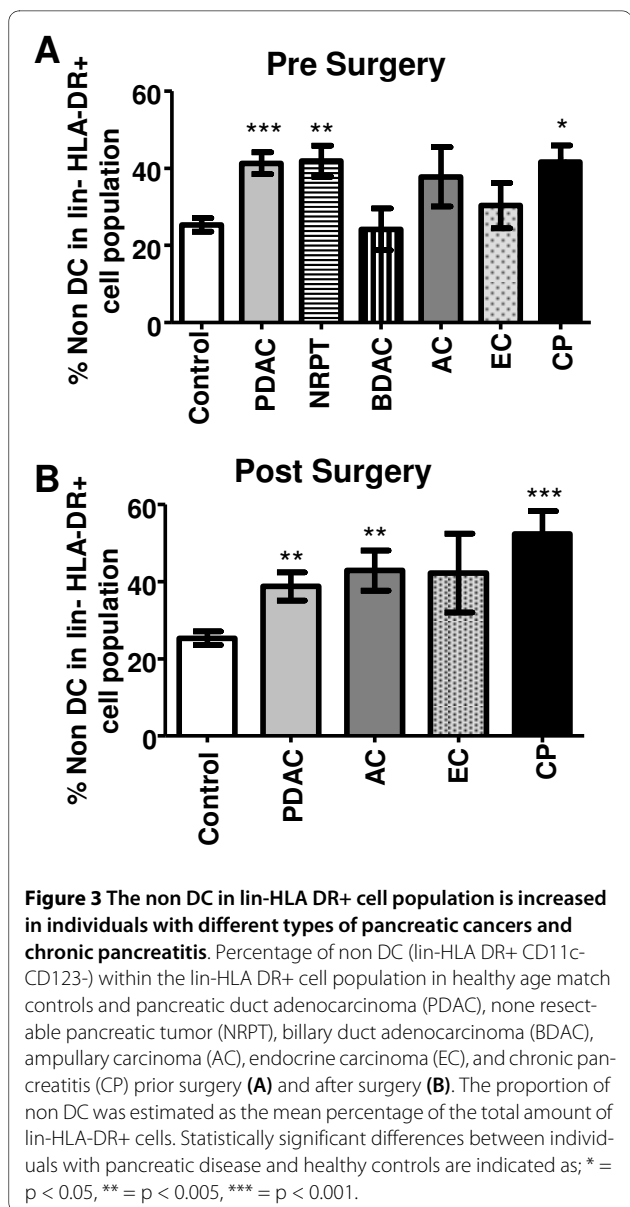 A
Pre Surgery
% Non DC in lin- HLA-DR+
cell population
60
40
20
0
***
**
*
Control
PDAC
NRPT
BDAC
AC
EC
CP
B
Post Surgery
% Non DC in lin- HLA-DR+
cell population
60
40
20
0
**
**
***
Control
PDAC
AC
EC
CP
Figure 3 The non DC in lin-HLA DR+ cell population is increased
in individuals with different types of pancreatic cancers and
chronic pancreatitis. Percentage of non DC (lin-HLA DR+ CD11c-
CD123-) within the lin-HLA DR+ cell population in healthy age match
controls and pancreatic duct adenocarcinoma (PDAC), none resect-
able pancreatic tumor (NRPT), billary duct adenocarcinoma (BDAC),
ampullary carcinoma (AC), endocrine carcinoma (EC), and chronic pan-
creatitis (CP) prior surgery (A) and after surgery (B). The proportion of
non DC was estimated as the mean percentage of the total amount of
lin-HLA-DR+ cells. Statistically significant differences between individ-
uals with pancreatic disease and healthy controls are indicated as; * =
p < 0.05, ** = p < 0.005, *** = p < 0.001.